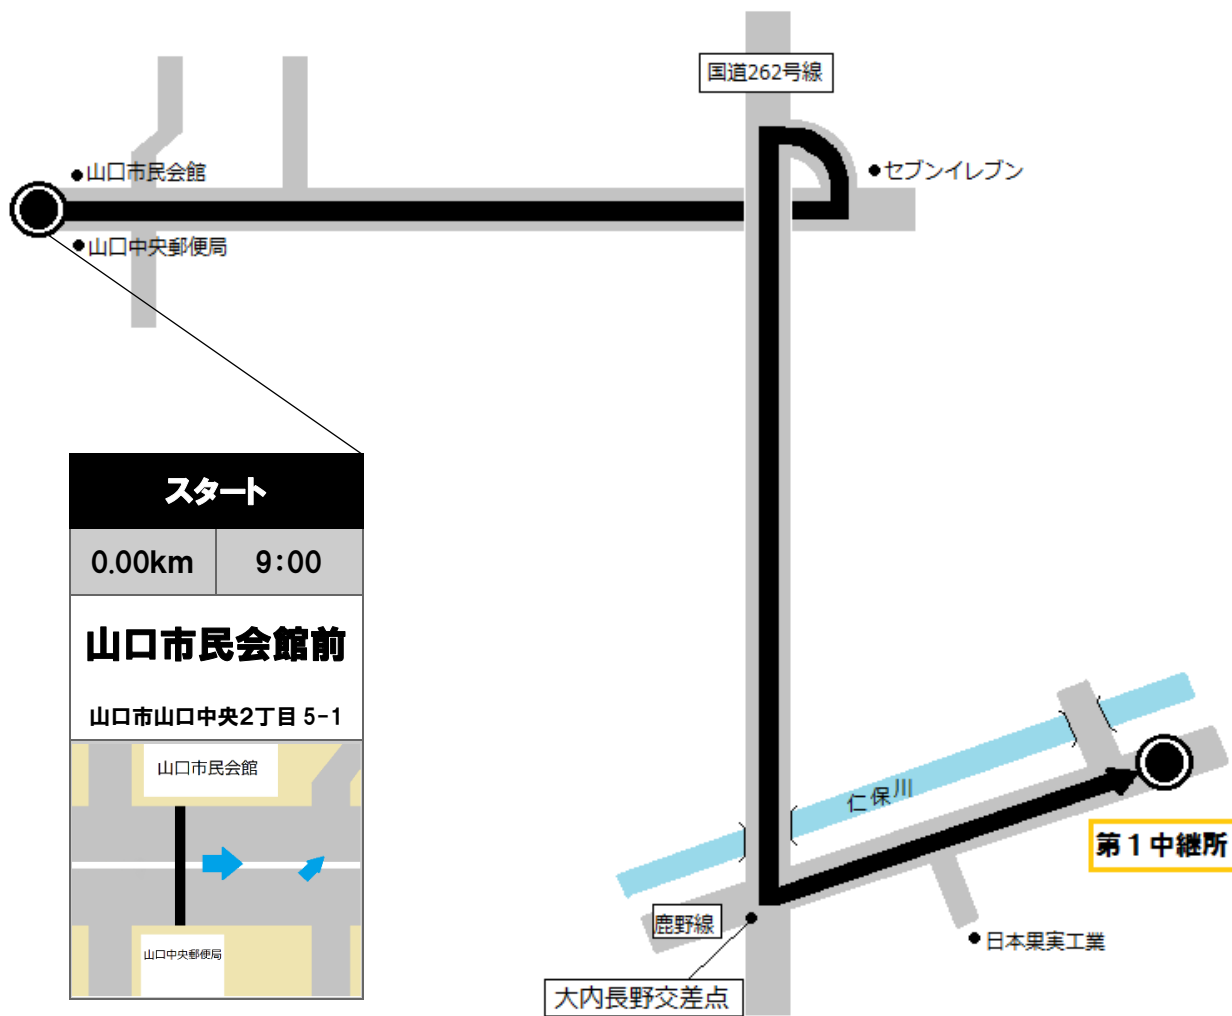 国道262号線
山口市民会館
セブンイレブン
山口中央郵便局
スタート
0.00km
9:00
山口市民会館前
山口市山口中央2丁目 5-1
山口市民会館
山口中央郵便局
仁保川
第1中継所
鹿野線
日本果実工業
大内長野交差点